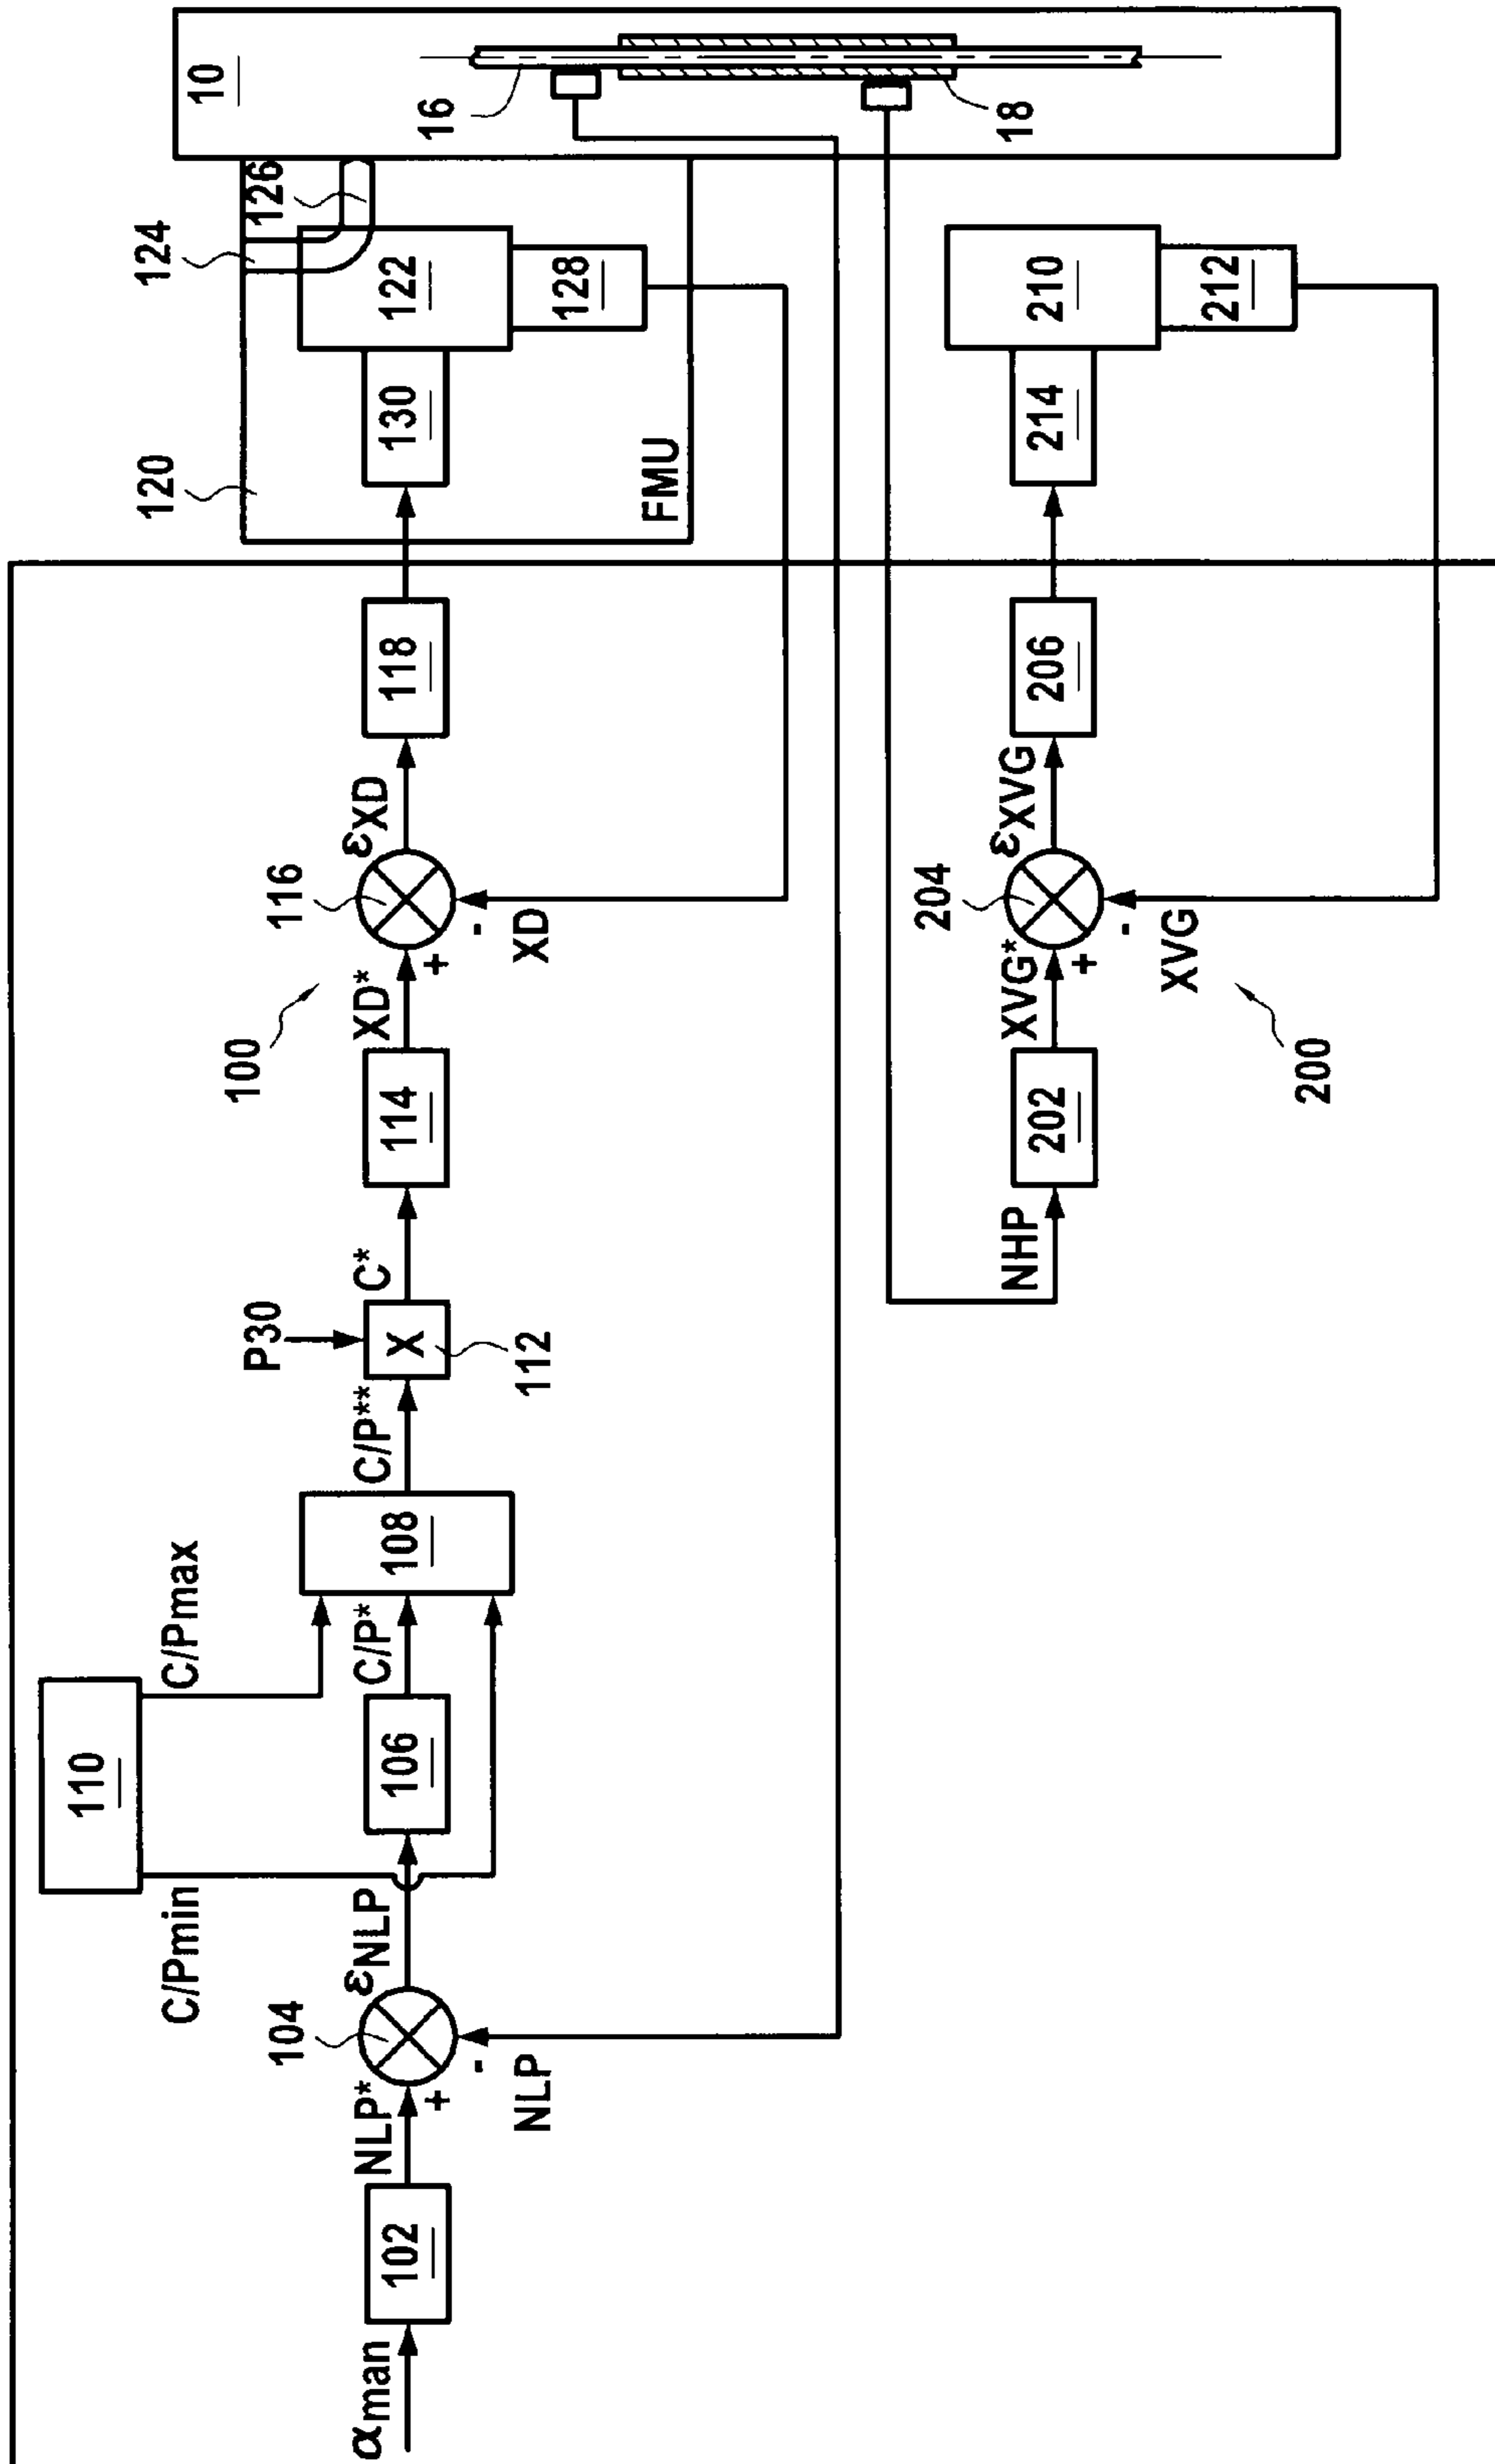 αman
102
NLP*
+
-
NLP
104
εNLP
110
C/Pmin
C/Pmax
106
C/P*
108
C/P**
P30
X
112
C*
114
XD*
100
+
-
XD
116
εXD
118
120
FMU
130
122
124
126
128
10
16
18
NHP
202
XVG*
+
-
XVG
200
204
εXVG
206
214
210
212